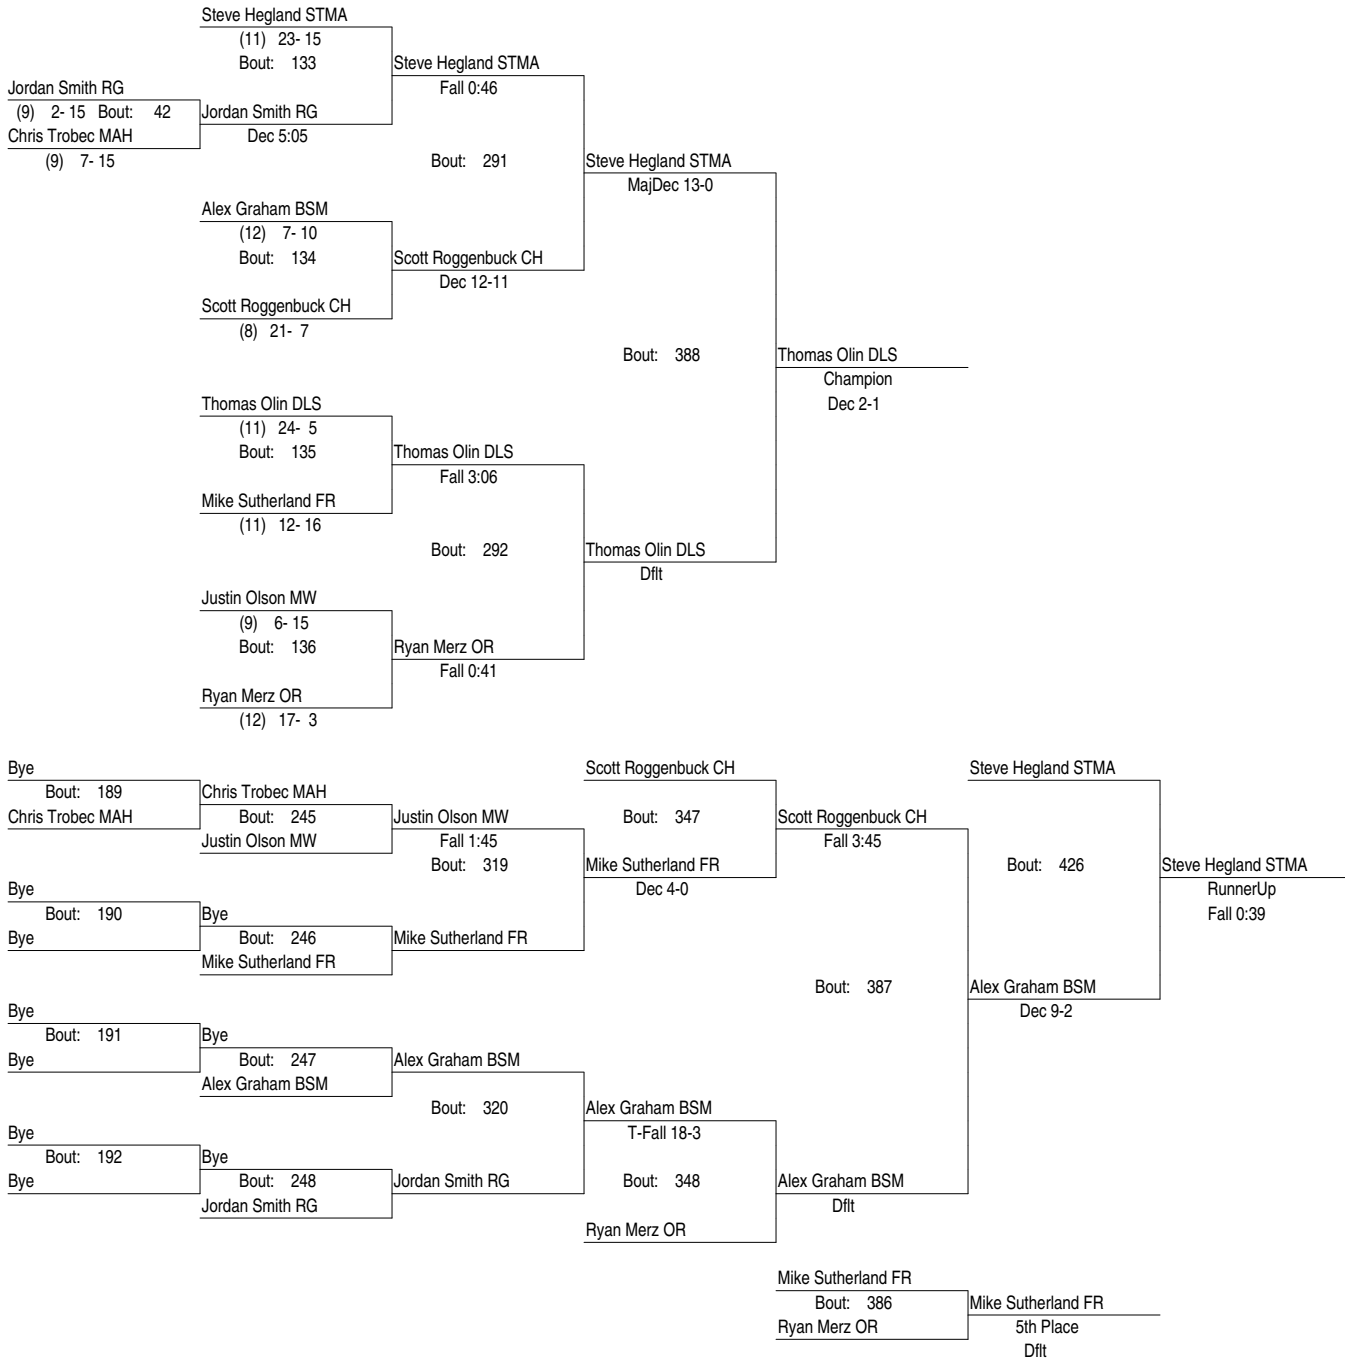 Steve Hegland STMA
(11) 23- 15
Bout: 133
Steve Hegland STMA
Fall 0:46
Jordan Smith RG
(9) 2- 15 Bout: 42
Jordan Smith RG
Chris Trobec MAH
Dec 5:05
(9) 7- 15
Bout: 291
Steve Hegland STMA
MajDec 13-0
Alex Graham BSM
(12) 7- 10
Bout: 134
Scott Roggenbuck CH
Dec 12-11
Scott Roggenbuck CH
(8) 21- 7
Bout: 388
Thomas Olin DLS
Champion
Dec 2-1
Thomas Olin DLS
(11) 24- 5
Bout: 135
Thomas Olin DLS
Fall 3:06
Mike Sutherland FR
(11) 12- 16
Bout: 292
Thomas Olin DLS
Dflt
Justin Olson MW
(9) 6- 15
Bout: 136
Ryan Merz OR
Fall 0:41
Ryan Merz OR
(12) 17- 3
Bye
Bout: 189
Chris Trobec MAH
Chris Trobec MAH
Bout: 245
Justin Olson MW
Justin Olson MW
Fall 1:45
Bout: 319
Scott Roggenbuck CH
Bout: 347
Mike Sutherland FR
Dec 4-0
Scott Roggenbuck CH
Fall 3:45
Steve Hegland STMA
Bout: 426
Steve Hegland STMA
RunnerUp
Fall 0:39
Bye
Bout: 190
Bye
Bye
Bout: 246
Mike Sutherland FR
Mike Sutherland FR
Bout: 387
Alex Graham BSM
Dec 9-2
Bye
Bout: 191
Bye
Bye
Bout: 247
Alex Graham BSM
Alex Graham BSM
Bout: 320
Alex Graham BSM
T-Fall 18-3
Bye
Bout: 192
Bye
Bye
Bout: 248
Jordan Smith RG
Jordan Smith RG
Bout: 348
Ryan Merz OR
Alex Graham BSM
Dflt
Mike Sutherland FR
Bout: 386
Ryan Merz OR
Mike Sutherland FR
5th Place
Dflt